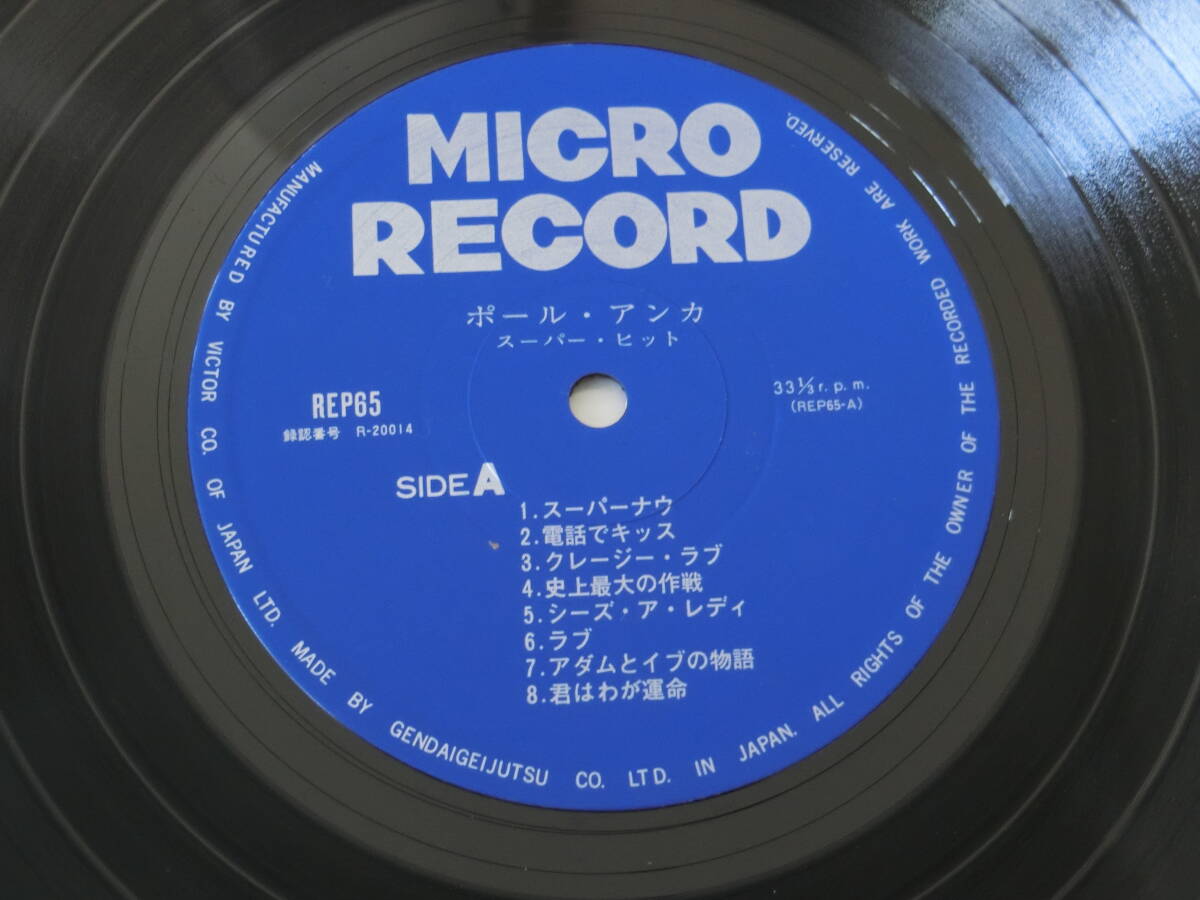 MICRO
RECORD
ポール・アンカ
スーパー・ヒット
REP65
録認番号 R-20014
33⅓ r. p. m.
(REP65-A)
SIDE A
1.スーパーナウ
2.電話でキッス
3.クレージー・ラブ
4.史上最大の作戦
5.シーズ・ア・レディ
6.ラブ
7.アダムとイブの物語
8.君はわが運命
MANUFACTURED BY VICTOR CO. OF JAPAN LTD. MADE BY GENDAIGEIJUTSU CO. LTD. IN JAPAN. ALL RIGHTS OF THE OWNER OF THE RECORDED WORK ARE RESERVED.